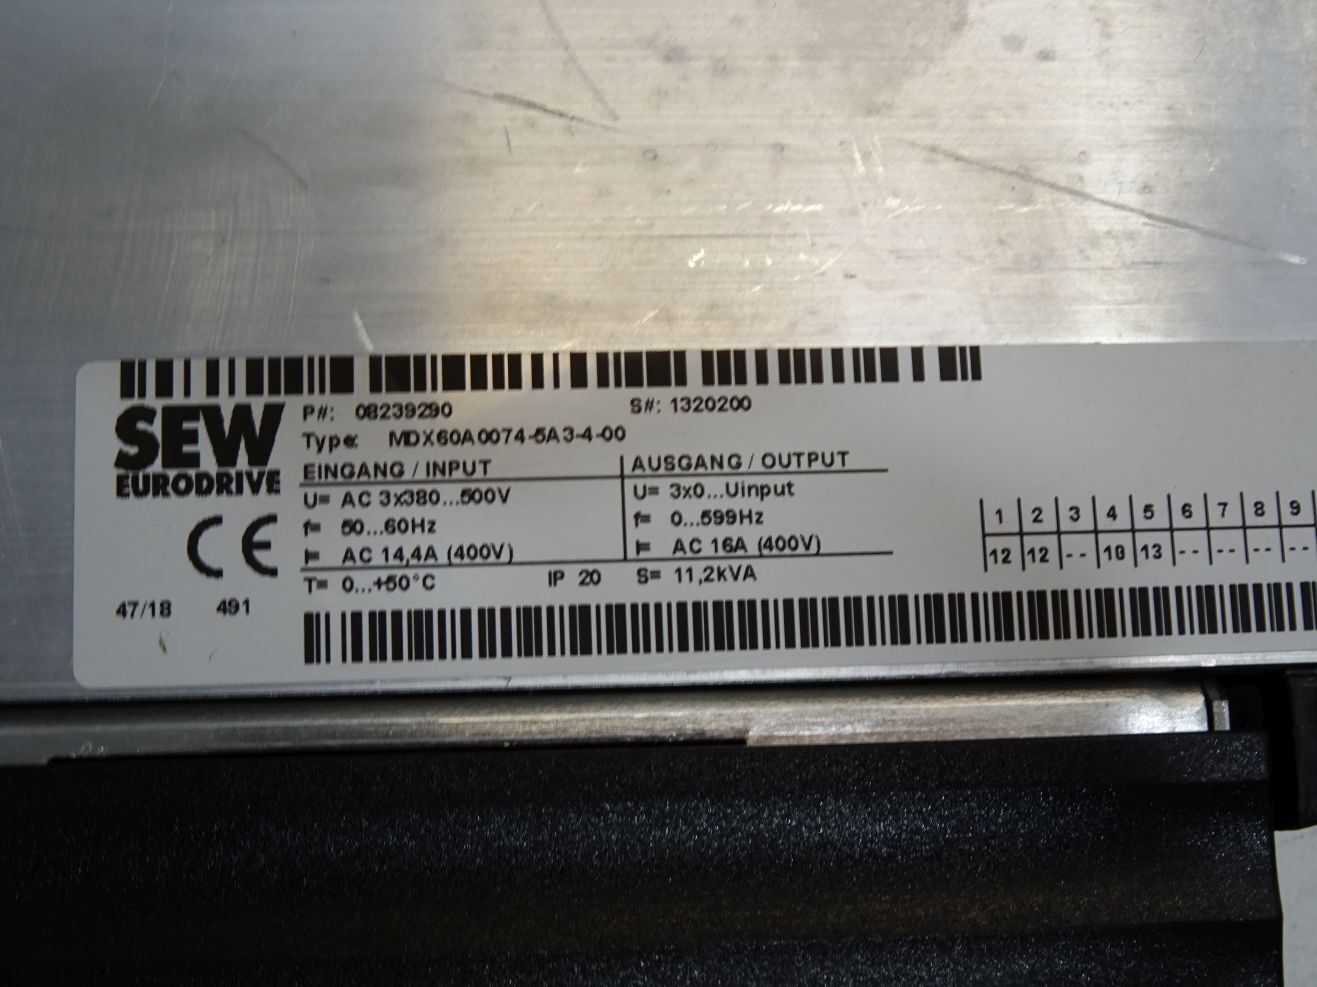 P#: 08239290 S#: 1320200
SEW
EURODRIVE
Type: MDX60A0074-5A3-4-00
EINGANG / INPUT AUSGANG / OUTPUT
U= AC 3x380...500V U= 3x0...Uinput
f= 50...60Hz f= 0...599Hz
I= AC 14,4A (400V) I= AC 16A (400V)
T= 0...+50°C IP 20 S= 11,2kVA
CE
47/18 491
1 2 3 4 5 6 7 8 9
12 12 -- 10 13 -- -- -- --